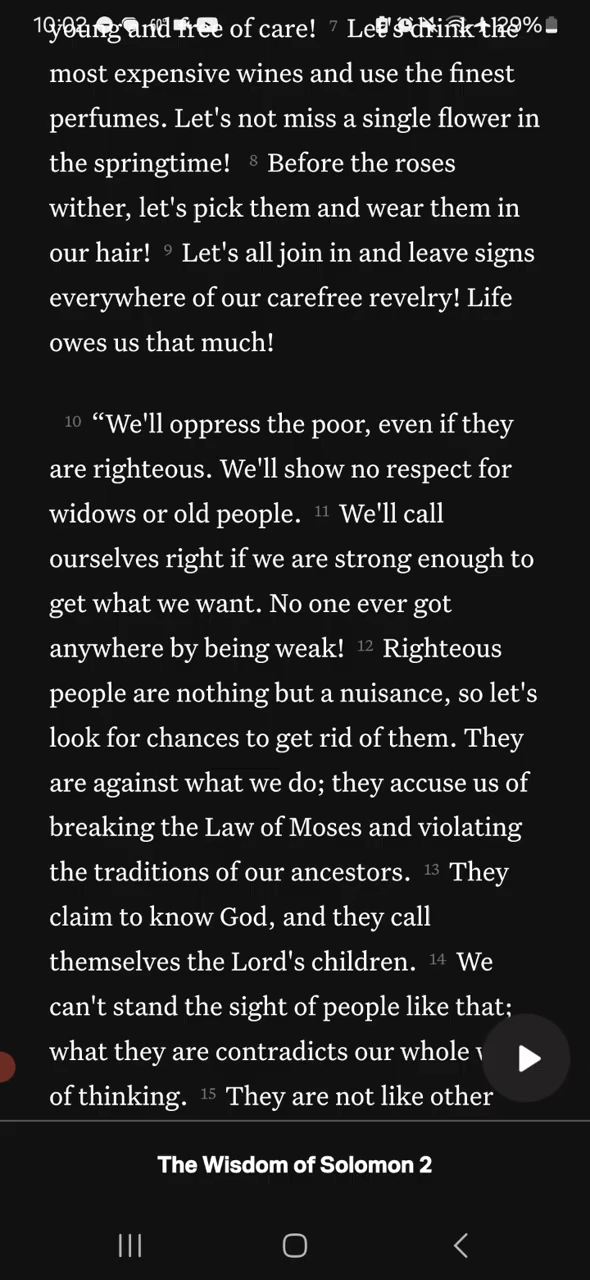 10:02 29%
young and free of care! 7 Let's drink the
most expensive wines and use the finest
perfumes. Let's not miss a single flower in
the springtime! 8 Before the roses
wither, let's pick them and wear them in
our hair! 9 Let's all join in and leave signs
everywhere of our carefree revelry! Life
owes us that much!
10 “We'll oppress the poor, even if they
are righteous. We'll show no respect for
widows or old people. 11 We'll call
ourselves right if we are strong enough to
get what we want. No one ever got
anywhere by being weak! 12 Righteous
people are nothing but a nuisance, so let's
look for chances to get rid of them. They
are against what we do; they accuse us of
breaking the Law of Moses and violating
the traditions of our ancestors. 13 They
claim to know God, and they call
themselves the Lord's children. 14 We
can't stand the sight of people like that;
what they are contradicts our whole
of thinking. 15 They are not like other
The Wisdom of Solomon 2